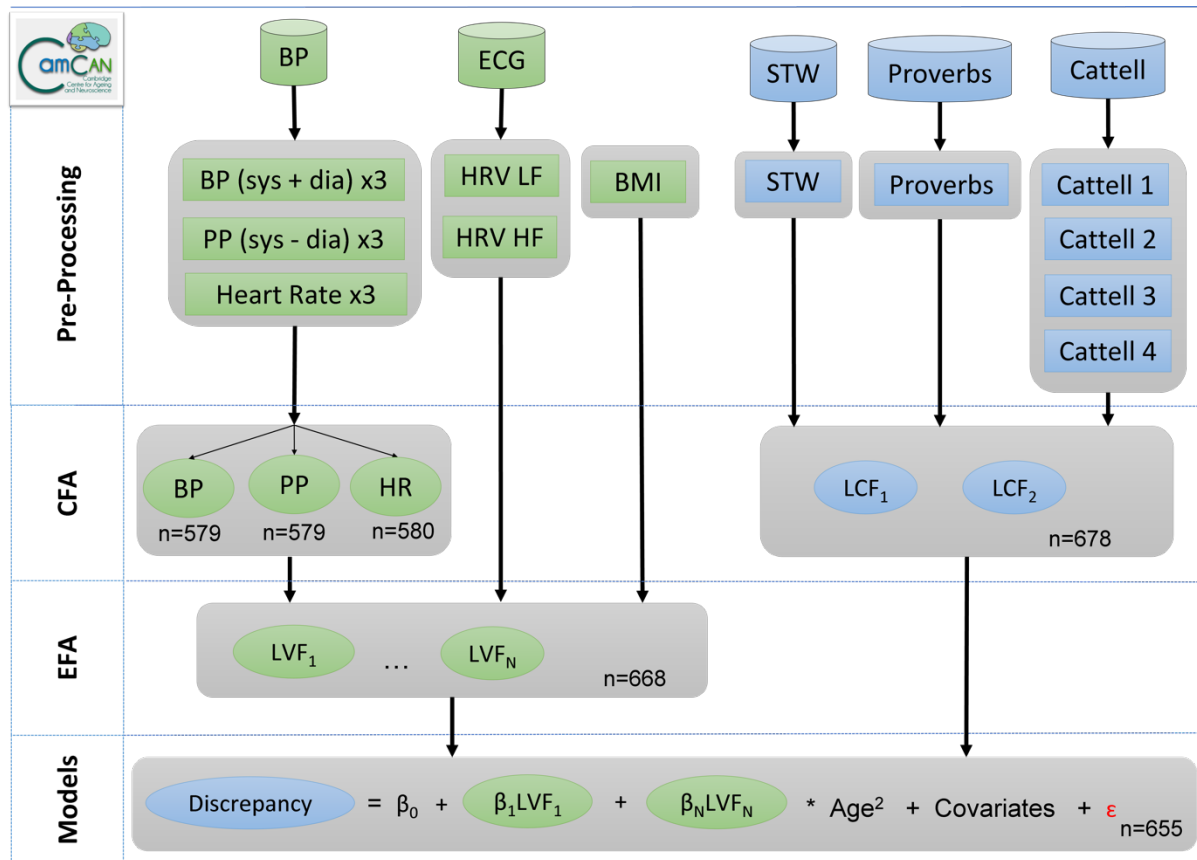 CamCAN
Cambridge
Centre for Ageing
and Neuroscience
BP
ECG
STW
Proverbs
Cattell
Pre-Processing
BP (sys + dia) x3
PP (sys - dia) x3
Heart Rate x3
HRV LF
HRV HF
BMI
STW
Proverbs
Cattell 1
Cattell 2
Cattell 3
Cattell 4
CFA
BP
PP
HR
n=579
n=579
n=580
LCF₁
LCF₂
n=678
EFA
LVF₁
...
LVF_N
n=668
Models
Discrepancy = β₀ + β₁LVF₁ + β_NLVF_N * Age² + Covariates + ε
n=655